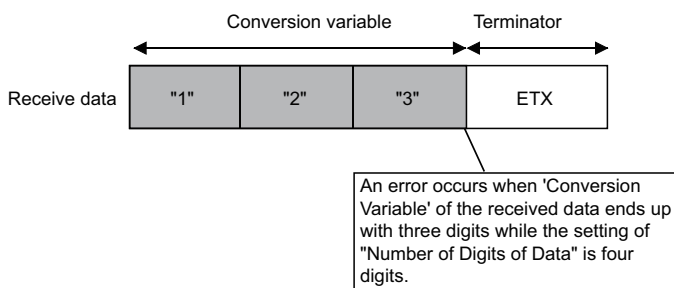 Conversion variable
Terminator
Receive data
"1"
"2"
"3"
ETX
An error occurs when 'Conversion
Variable' of the received data ends up
with three digits while the setting of
"Number of Digits of Data" is four
digits.